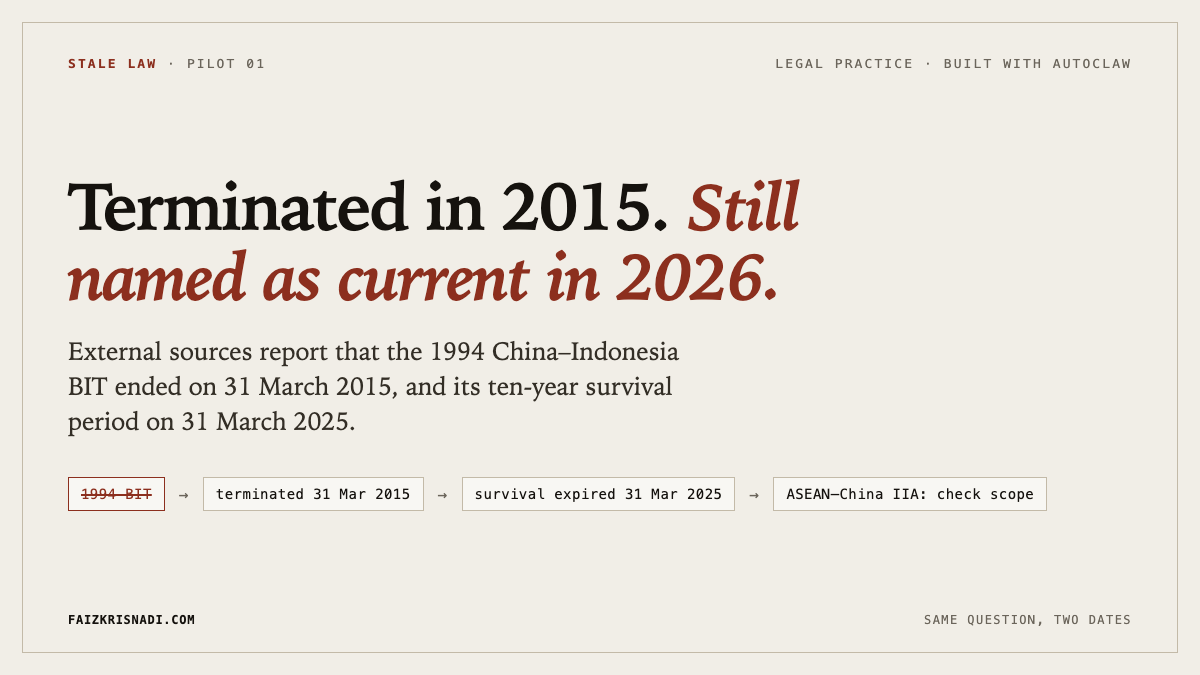 STALE LAW · PILOT 01
LEGAL PRACTICE · BUILT WITH AUTOCLAW
Terminated in 2015. Still
named as current in 2026.
External sources report that the 1994 China–Indonesia
BIT ended on 31 March 2015, and its ten-year survival
period on 31 March 2025.
1994 BIT → terminated 31 Mar 2015 → survival expired 31 Mar 2025 → ASEAN–China IIA: check scope
FAIZKRISNADI.COM
SAME QUESTION, TWO DATES